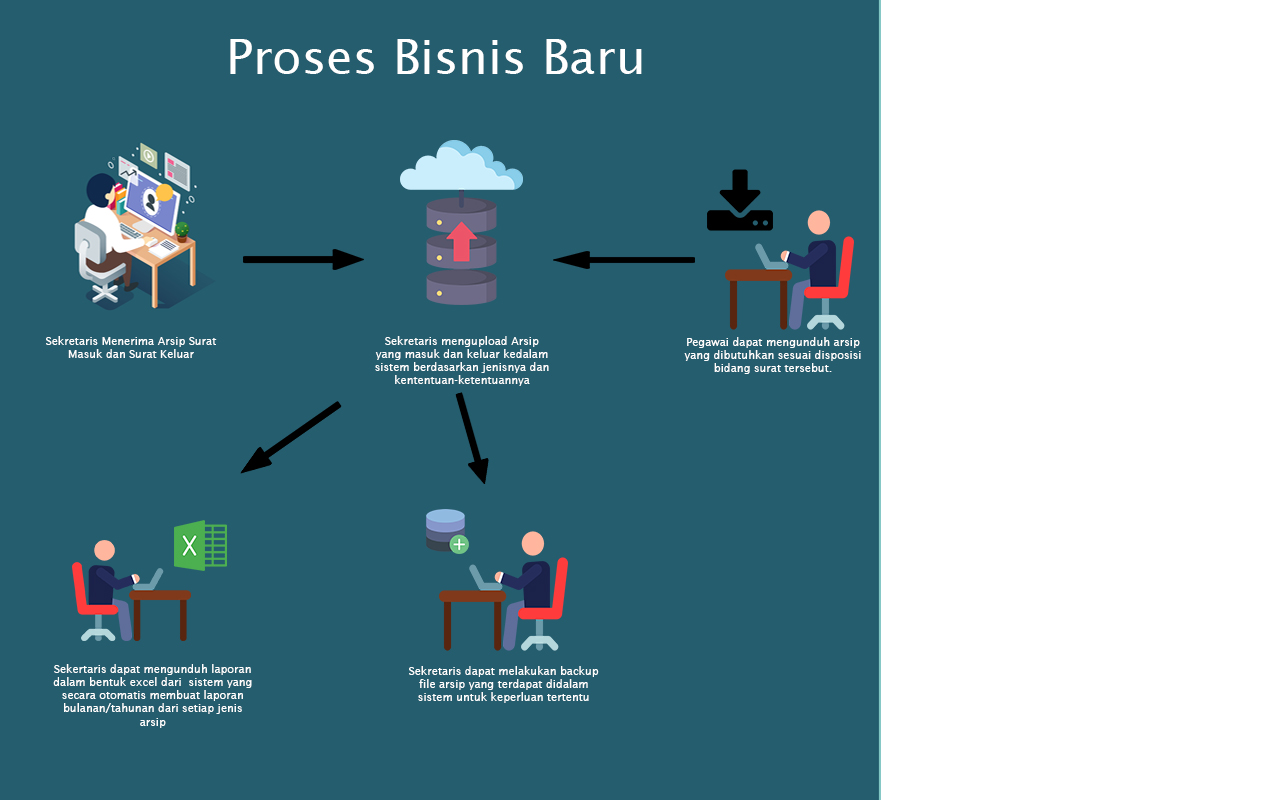 Proses Bisnis Baru
Sekretaris Menerima Arsip Surat
Masuk dan Surat Keluar
Sekretaris mengupload Arsip
yang masuk dan keluar kedalam
sistem berdasarkan jenisnya dan
kententuan-ketentuannya
Pegawai dapat mengunduh arsip
yang dibutuhkan sesuai disposisi
bidang surat tersebut.
X
Sekertaris dapat mengunduh laporan
dalam bentuk excel dari  sistem yang
secara otomatis membuat laporan
bulanan/tahunan dari setiap jenis
arsip
Sekretaris dapat melakukan backup
file arsip yang terdapat didalam
sistem untuk keperluan tertentu